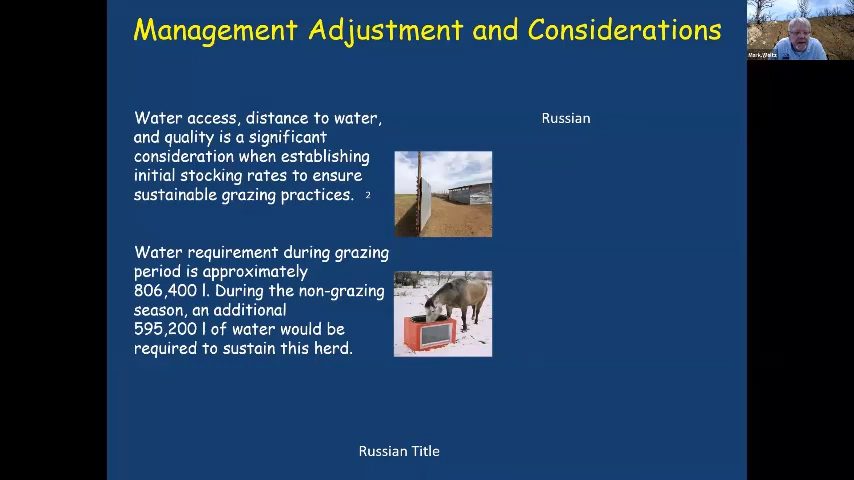 Management Adjustment and Considerations
Mark.Weltz
Water access, distance to water,
and quality is a significant
consideration when establishing
initial stocking rates to ensure
sustainable grazing practices. 2
Russian
Water requirement during grazing
period is approximately
806,400 l. During the non-grazing
season, an additional
595,200 l of water would be
required to sustain this herd.
Russian Title